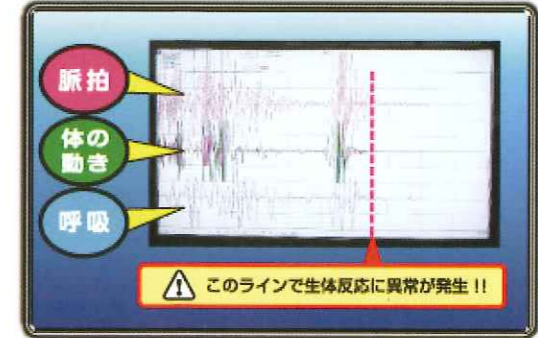 脈拍
体の
動き
呼吸
このラインで生体反応に異常が発生!!